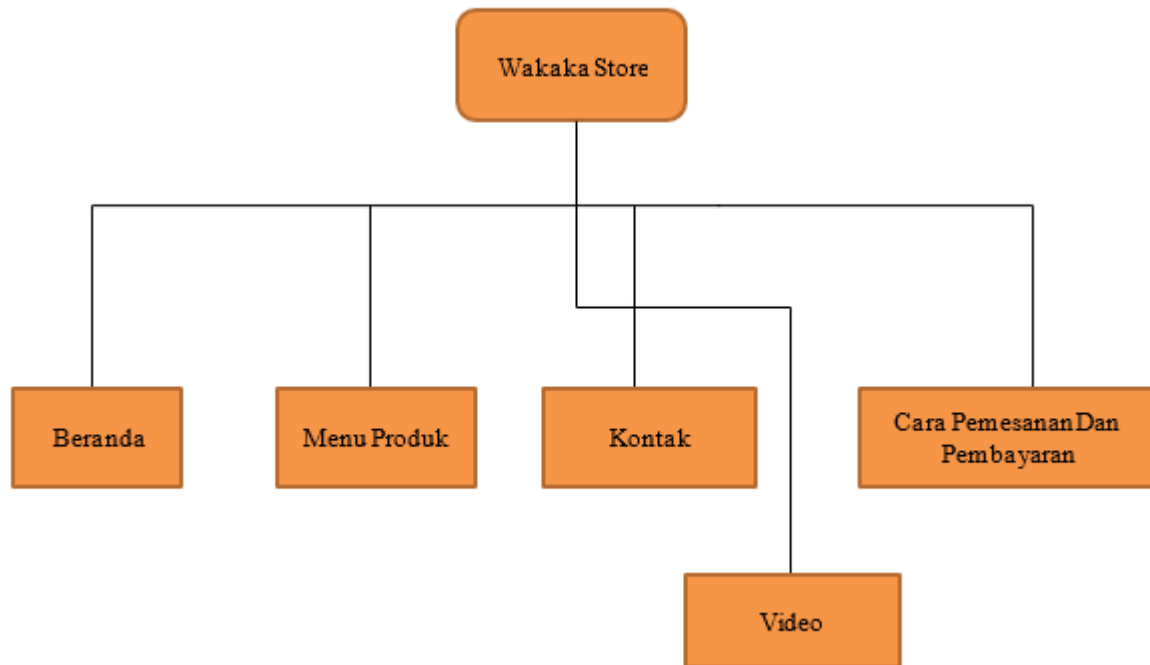 Wakaka Store
Beranda
Menu Produk
Kontak
Cara Pemesanan Dan
Pembayaran
Video